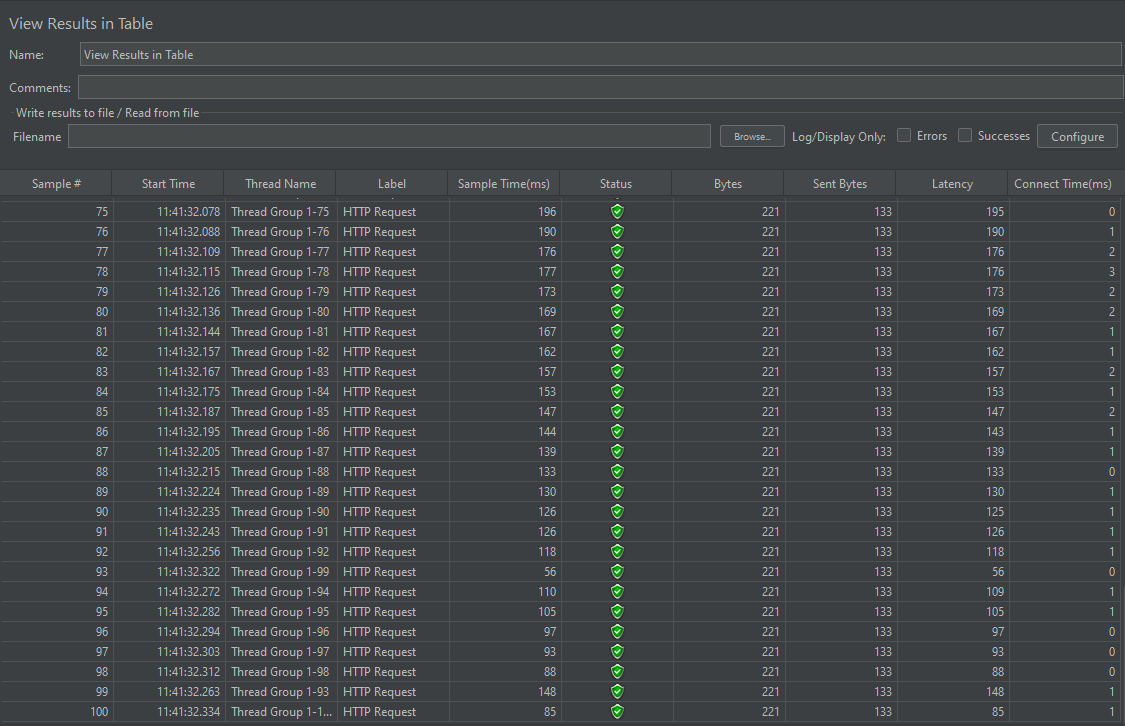 View Results in Table
Name: View Results in Table
Comments:
Write results to file / Read from file
Filename Browse... Log/Display Only: Errors Successes Configure
Sample # Start Time Thread Name Label Sample Time(ms) Status Bytes Sent Bytes Latency Connect Time(ms)
75 11:41:32.078 Thread Group 1-75 HTTP Request 196 221 133 195 0
76 11:41:32.088 Thread Group 1-76 HTTP Request 190 221 133 190 1
77 11:41:32.109 Thread Group 1-77 HTTP Request 176 221 133 176 2
78 11:41:32.115 Thread Group 1-78 HTTP Request 177 221 133 176 3
79 11:41:32.126 Thread Group 1-79 HTTP Request 173 221 133 173 2
80 11:41:32.136 Thread Group 1-80 HTTP Request 169 221 133 169 2
81 11:41:32.144 Thread Group 1-81 HTTP Request 167 221 133 167 1
82 11:41:32.157 Thread Group 1-82 HTTP Request 162 221 133 162 1
83 11:41:32.167 Thread Group 1-83 HTTP Request 157 221 133 157 2
84 11:41:32.175 Thread Group 1-84 HTTP Request 153 221 133 153 1
85 11:41:32.187 Thread Group 1-85 HTTP Request 147 221 133 147 2
86 11:41:32.195 Thread Group 1-86 HTTP Request 144 221 133 143 1
87 11:41:32.205 Thread Group 1-87 HTTP Request 139 221 133 139 1
88 11:41:32.215 Thread Group 1-88 HTTP Request 133 221 133 133 0
89 11:41:32.224 Thread Group 1-89 HTTP Request 130 221 133 130 1
90 11:41:32.235 Thread Group 1-90 HTTP Request 126 221 133 125 1
91 11:41:32.243 Thread Group 1-91 HTTP Request 126 221 133 126 1
92 11:41:32.256 Thread Group 1-92 HTTP Request 118 221 133 118 1
93 11:41:32.322 Thread Group 1-99 HTTP Request 56 221 133 56 0
94 11:41:32.272 Thread Group 1-94 HTTP Request 110 221 133 109 1
95 11:41:32.282 Thread Group 1-95 HTTP Request 105 221 133 105 1
96 11:41:32.294 Thread Group 1-96 HTTP Request 97 221 133 97 0
97 11:41:32.303 Thread Group 1-97 HTTP Request 93 221 133 93 0
98 11:41:32.312 Thread Group 1-98 HTTP Request 88 221 133 88 0
99 11:41:32.263 Thread Group 1-93 HTTP Request 148 221 133 148 1
100 11:41:32.334 Thread Group 1-1... HTTP Request 85 221 133 85 1